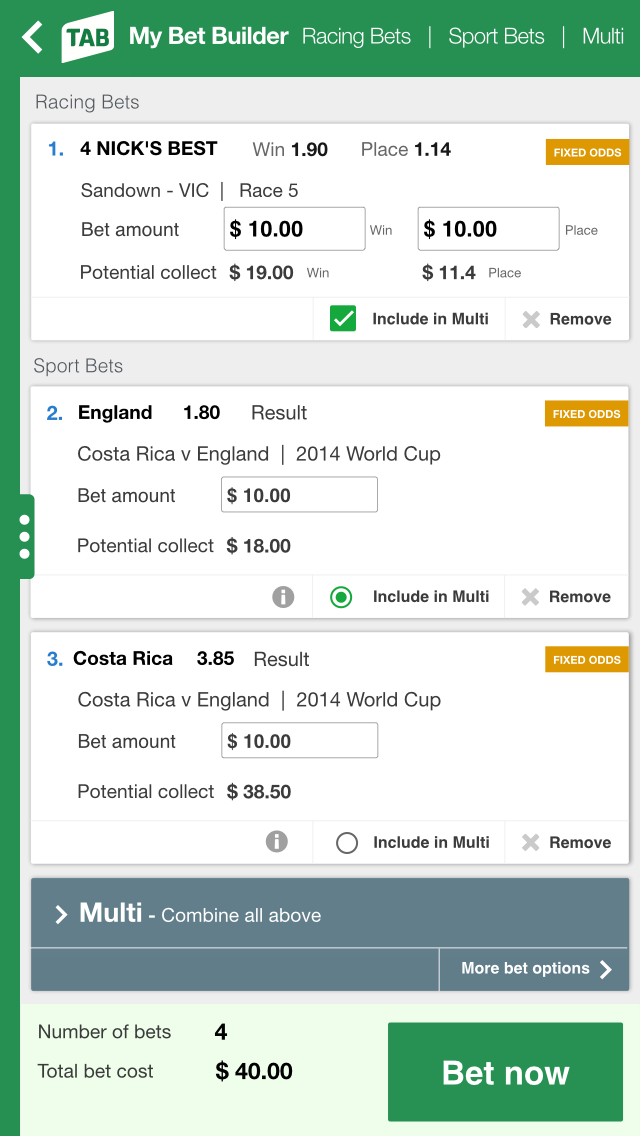 TAB My Bet Builder Racing Bets | Sport Bets | Multi
Racing Bets
1. 4 NICK'S BEST Win 1.90 Place 1.14 FIXED ODDS
Sandown - VIC | Race 5
Bet amount $ 10.00 Win $ 10.00 Place
Potential collect $ 19.00 Win $ 11.4 Place
Include in Multi Remove
Sport Bets
2. England 1.80 Result FIXED ODDS
Costa Rica v England | 2014 World Cup
Bet amount $ 10.00
Potential collect $ 18.00
Include in Multi Remove
3. Costa Rica 3.85 Result FIXED ODDS
Costa Rica v England | 2014 World Cup
Bet amount $ 10.00
Potential collect $ 38.50
Include in Multi Remove
Multi - Combine all above
More bet options
Number of bets 4
Total bet cost $ 40.00
Bet now